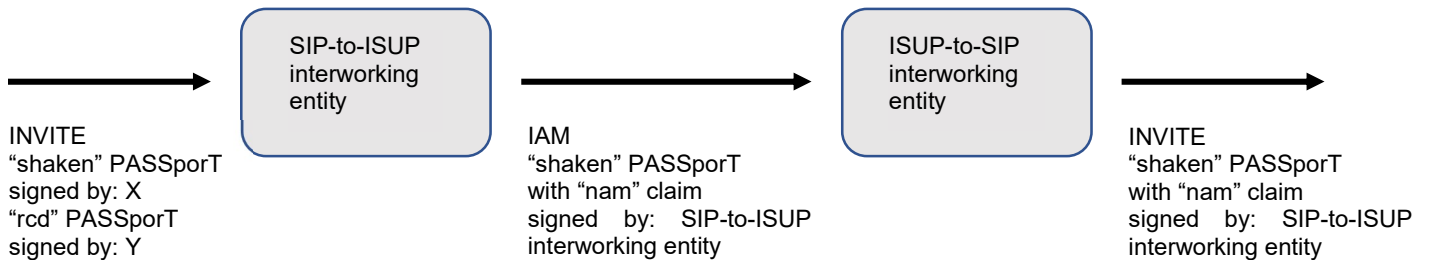 SIP-to-ISUP
interworking
entity
ISUP-to-SIP
interworking
entity
INVITE
“shaken” PASSporT
signed by: X
“rcd” PASSporT
signed by: Y
IAM
“shaken” PASSporT
with “nam” claim
signed by: SIP-to-ISUP
interworking entity
INVITE
“shaken” PASSporT
with “nam” claim
signed by: SIP-to-ISUP
interworking entity